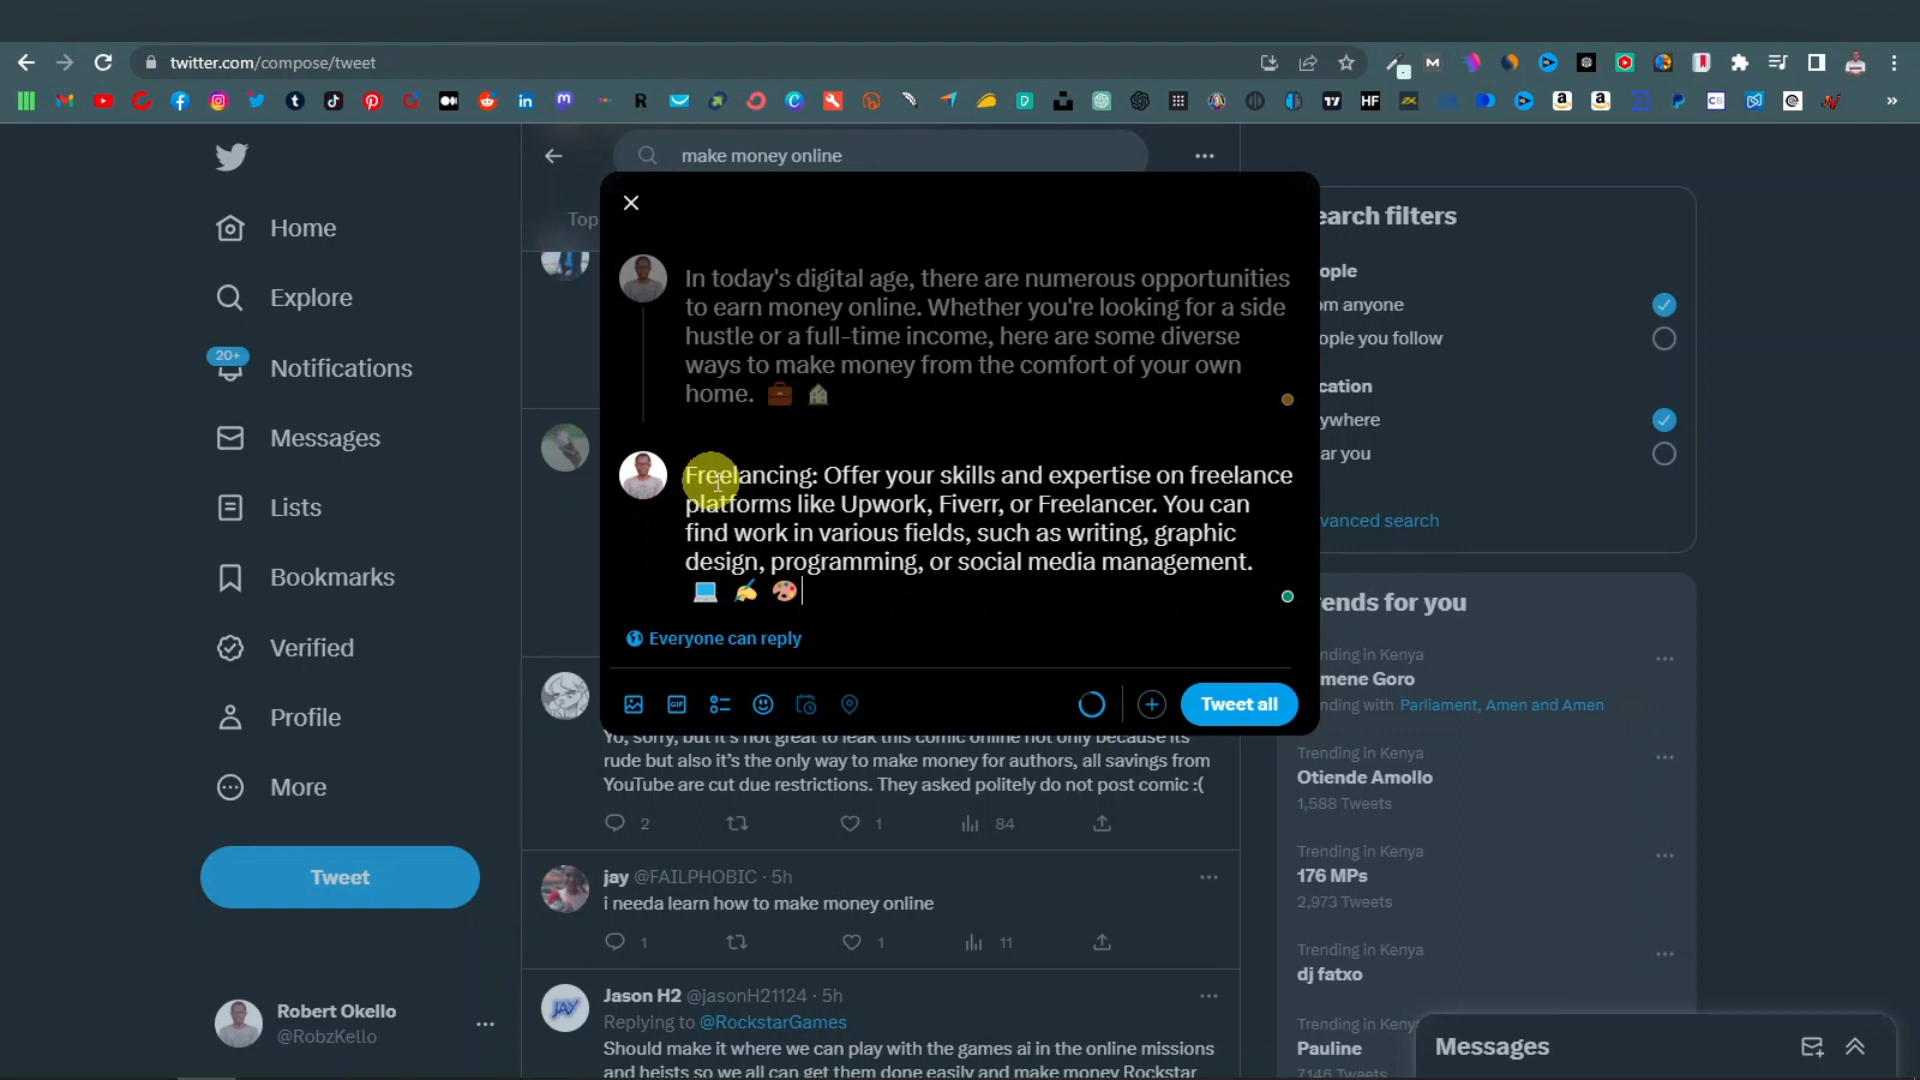 twitter.com/compose/tweet
make money online
Top
Home
Explore
20+
Notifications
Messages
Lists
Bookmarks
Verified
Profile
More
Tweet
Robert Okello
@RobzKello
In today's digital age, there are numerous opportunities
to earn money online. Whether you're looking for a side
hustle or a full-time income, here are some diverse
ways to make money from the comfort of your own
home. 💼 🏠
Freelancing: Offer your skills and expertise on freelance
platforms like Upwork, Fiverr, or Freelancer. You can
find work in various fields, such as writing, graphic
design, programming, or social media management.
💻 ✍️ 🎨
Everyone can reply
GIF
Tweet all
Yo, sorry, but it's not great to leak this comic online not only because its
rude but also it's the only way to make money for authors, all savings from
YouTube are cut due restrictions. They asked politely do not post comic :(
2
1
84
jay @FAILPHOBIC · 5h
i needa learn how to make money online
1
1
11
JAY
Jason H2 @jasonH21124 · 5h
Replying to @RockstarGames
Should make it where we can play with the games ai in the online missions
and heists so we all can get them done easily and make money Rockstar
earch filters
ople
om anyone
ople you follow
cation
ywhere
ar you
vanced search
ends for you
nding in Kenya
mene Goro
nding with Parliament, Amen and Amen
Trending in Kenya
Otiende Amollo
1,588 Tweets
Trending in Kenya
176 MPs
2,973 Tweets
Trending in Kenya
dj fatxo
Trending in Keny
Pauline
7146 Tweets
Messages